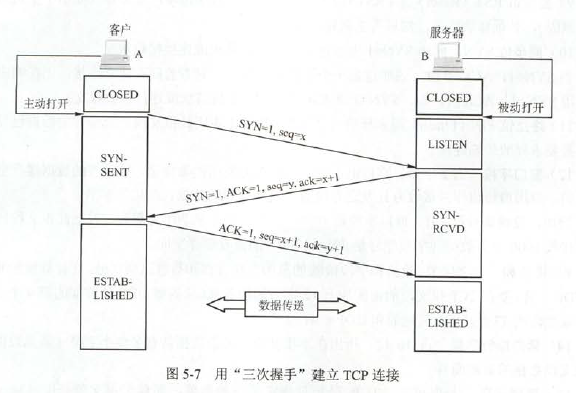 客户
服务器
A
B
CLOSED
CLOSED
主动打开
被动打开
SYN=1, seq=x
LISTEN
SYN-
SENT
SYN=1, ACK=1, seq=y, ack=x+1
SYN-
RCVD
ACK=1, seq=x+1, ack=y+1
ESTAB-
LISHED
数据传送
ESTAB-
LISHED
图 5-7 用“三次握手”建立 TCP 连接